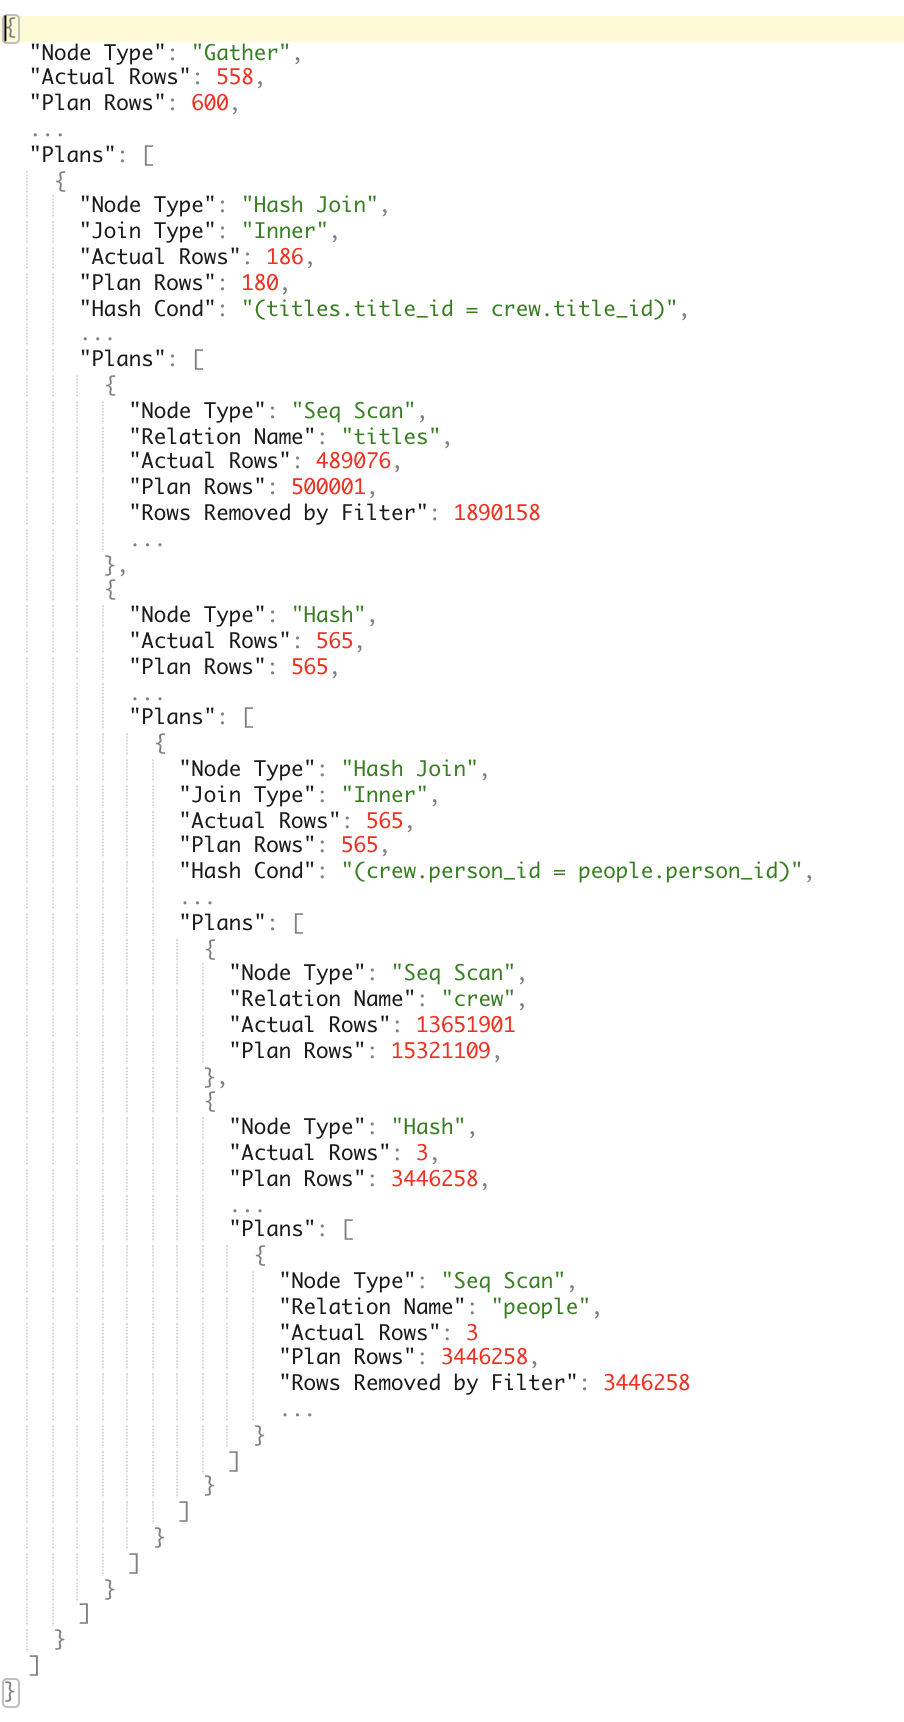 {
  "Node Type": "Gather",
  "Actual Rows": 558,
  "Plan Rows": 600,
  ...
  "Plans": [
    {
      "Node Type": "Hash Join",
      "Join Type": "Inner",
      "Actual Rows": 186,
      "Plan Rows": 180,
      "Hash Cond": "(titles.title_id = crew.title_id)",
      ...
      "Plans": [
        {
          "Node Type": "Seq Scan",
          "Relation Name": "titles",
          "Actual Rows": 489076,
          "Plan Rows": 500001,
          "Rows Removed by Filter": 1890158
          ...
        },
        {
          "Node Type": "Hash",
          "Actual Rows": 565,
          "Plan Rows": 565,
          ...
          "Plans": [
            {
              "Node Type": "Hash Join",
              "Join Type": "Inner",
              "Actual Rows": 565,
              "Plan Rows": 565,
              "Hash Cond": "(crew.person_id = people.person_id)",
              ...
              "Plans": [
                {
                  "Node Type": "Seq Scan",
                  "Relation Name": "crew",
                  "Actual Rows": 13651901
                  "Plan Rows": 15321109,
                },
                {
                  "Node Type": "Hash",
                  "Actual Rows": 3,
                  "Plan Rows": 3446258,
                  ...
                  "Plans": [
                    {
                      "Node Type": "Seq Scan",
                      "Relation Name": "people",
                      "Actual Rows": 3
                      "Plan Rows": 3446258,
                      "Rows Removed by Filter": 3446258
                      ...
                    }
                  ]
                }
              ]
            }
          ]
        }
      ]
    }
  ]
}